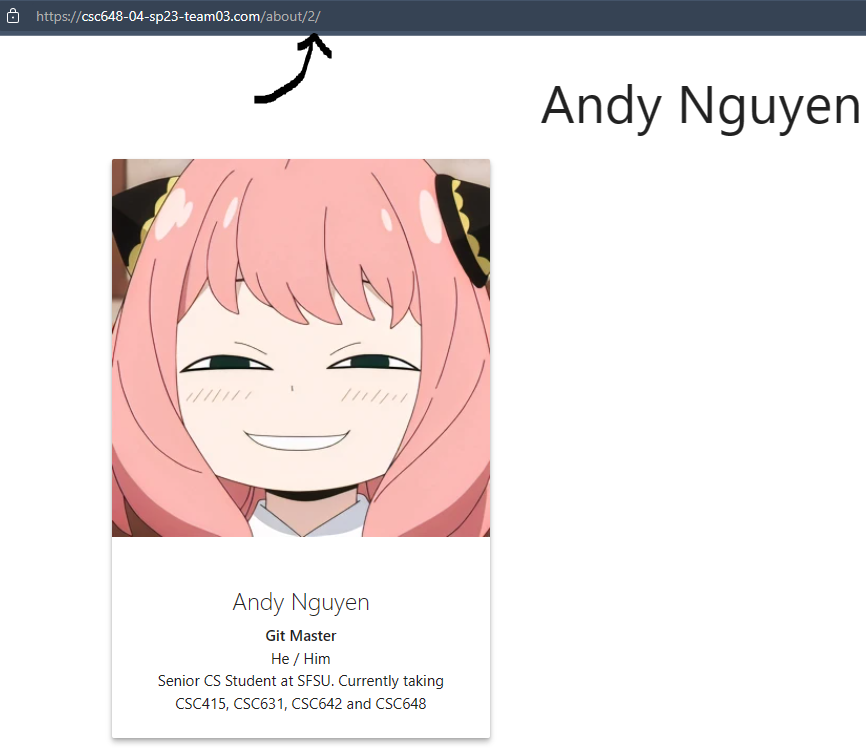 https://csc648-04-sp23-team03.com/about/2/
Andy Nguyen
Andy Nguyen
Git Master
He / Him
Senior CS Student at SFSU. Currently taking
CSC415, CSC631, CSC642 and CSC648